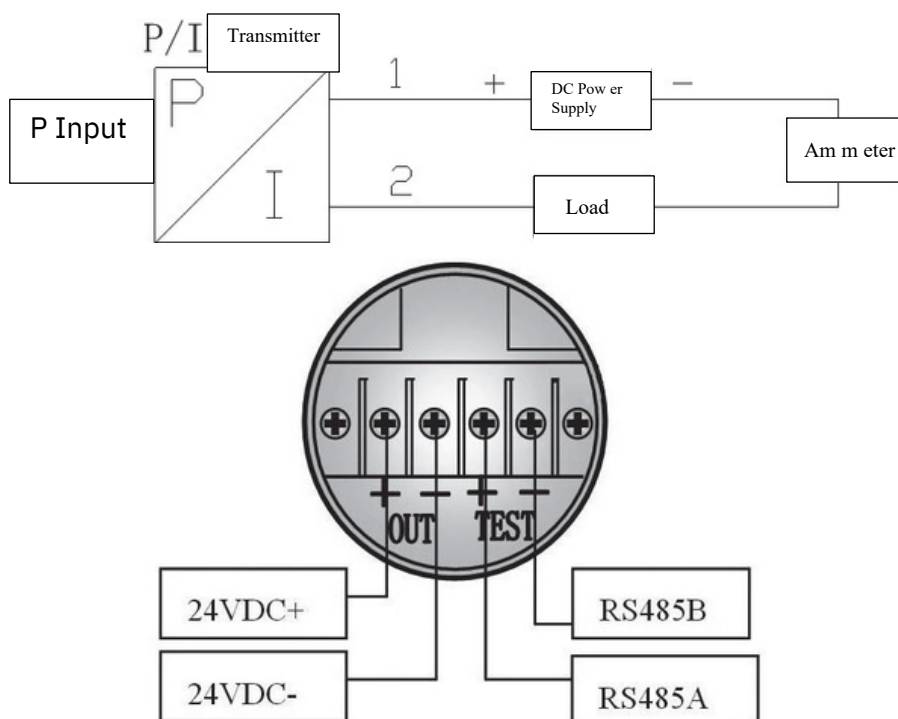 P/I
Transmitter
P
1
+
DC Pow er
Supply
-
P Input
Am m eter
I
2
Load
+ - + -
OUT TEST
24VDC+
RS485B
24VDC-
RS485A